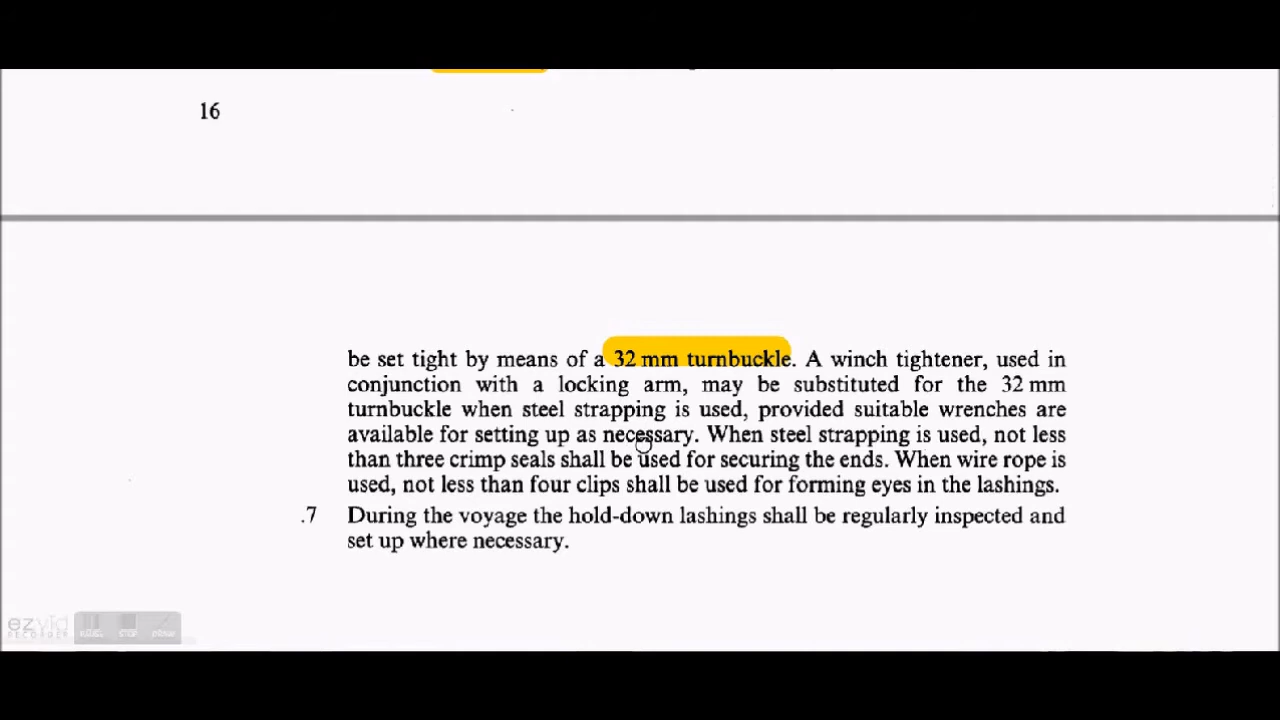 16
be set tight by means of a 32 mm turnbuckle. A winch tightener, used in
conjunction with a locking arm, may be substituted for the 32 mm
turnbuckle when steel strapping is used, provided suitable wrenches are
available for setting up as necessary. When steel strapping is used, not less
than three crimp seals shall be used for securing the ends. When wire rope is
used, not less than four clips shall be used for forming eyes in the lashings.
.7 During the voyage the hold-down lashings shall be regularly inspected and
set up where necessary.
ezvid
RECORDER
STOP